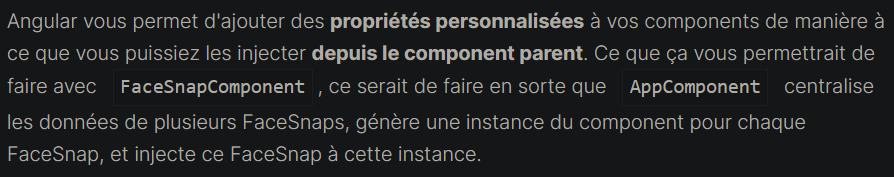 Angular vous permet d'ajouter des propriétés personnalisées à vos components de manière à
ce que vous puissiez les injecter depuis le component parent. Ce que ça vous permettrait de
faire avec FaceSnapComponent, ce serait de faire en sorte que AppComponent centralise
les données de plusieurs FaceSnaps, génère une instance du component pour chaque
FaceSnap, et injecte ce FaceSnap à cette instance.